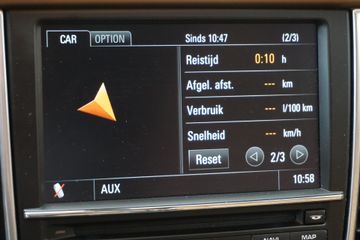 CAR OPTION Sinds 10:47 (2/3)
Reistijd 0:10 h
Afgel. afst. --- km
Verbruik --- l/100 km
Snelheid --- km/h
Reset 2/3
AUX 10:58
NAVI MAP